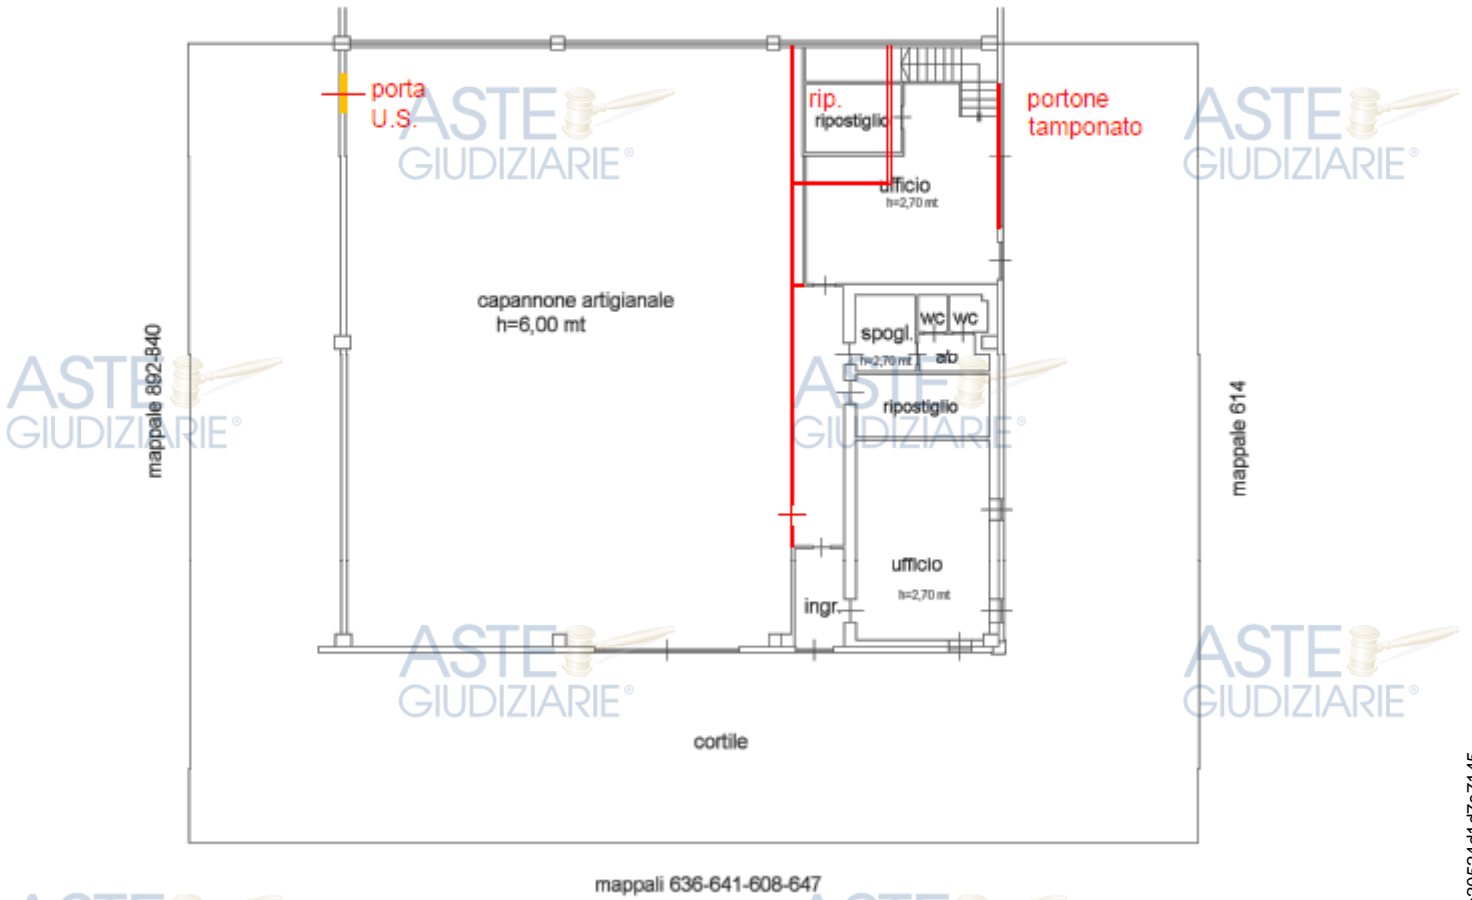 porta
U.S.
rip.
ripostiglio
portone
tamponato
ufficio
h=2,70 mt
capannone artigianale
h=6,00 mt
spogl.
h=2,70 mt
wc
wc
a/b
ripostiglio
ufficio
h=2,70 mt
ingr.
cortile
mappale 892-840
mappale 614
mappali 636-641-608-647
ASTE
GIUDIZIARIE®
ASTE
GIUDIZIARIE®
ASTE
GIUDIZIARIE®
ASTE
GIUDIZIARIE®
ASTE
GIUDIZIARIE®
ASTE
GIUDIZIARIE®